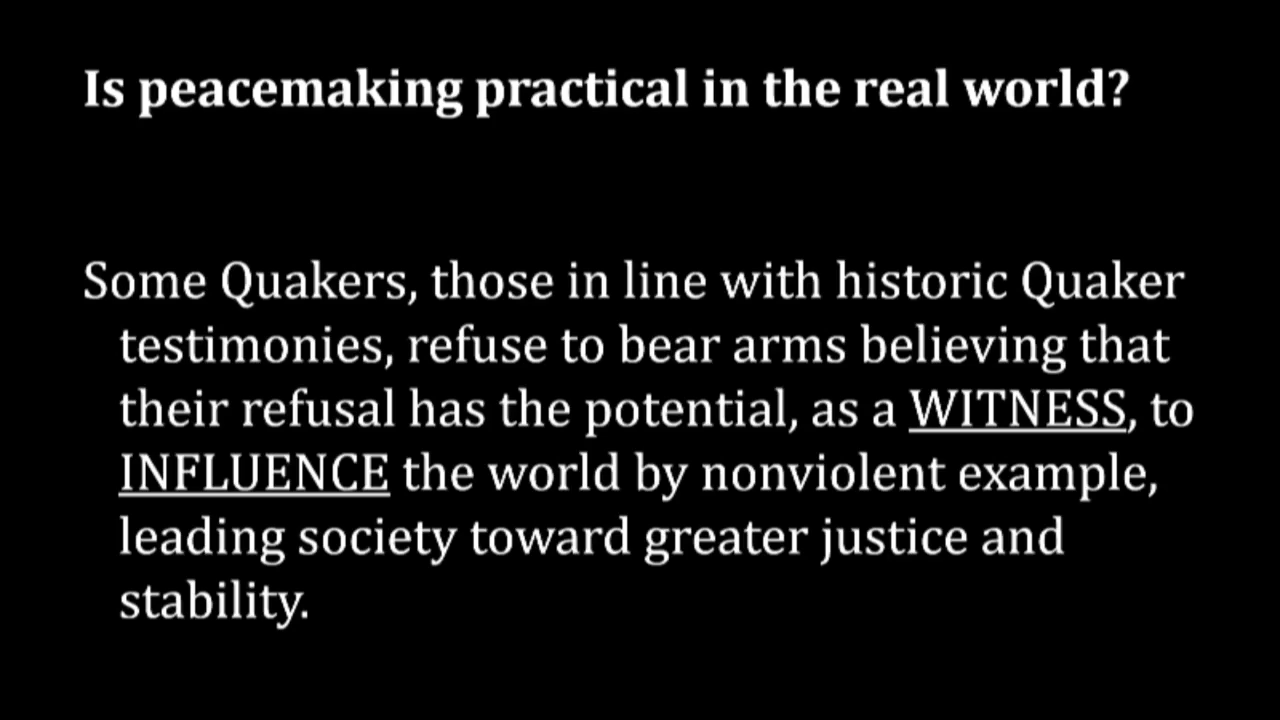 Is peacemaking practical in the real world?
Some Quakers, those in line with historic Quaker
testimonies, refuse to bear arms believing that
their refusal has the potential, as a WITNESS, to
INFLUENCE the world by nonviolent example,
leading society toward greater justice and
stability.